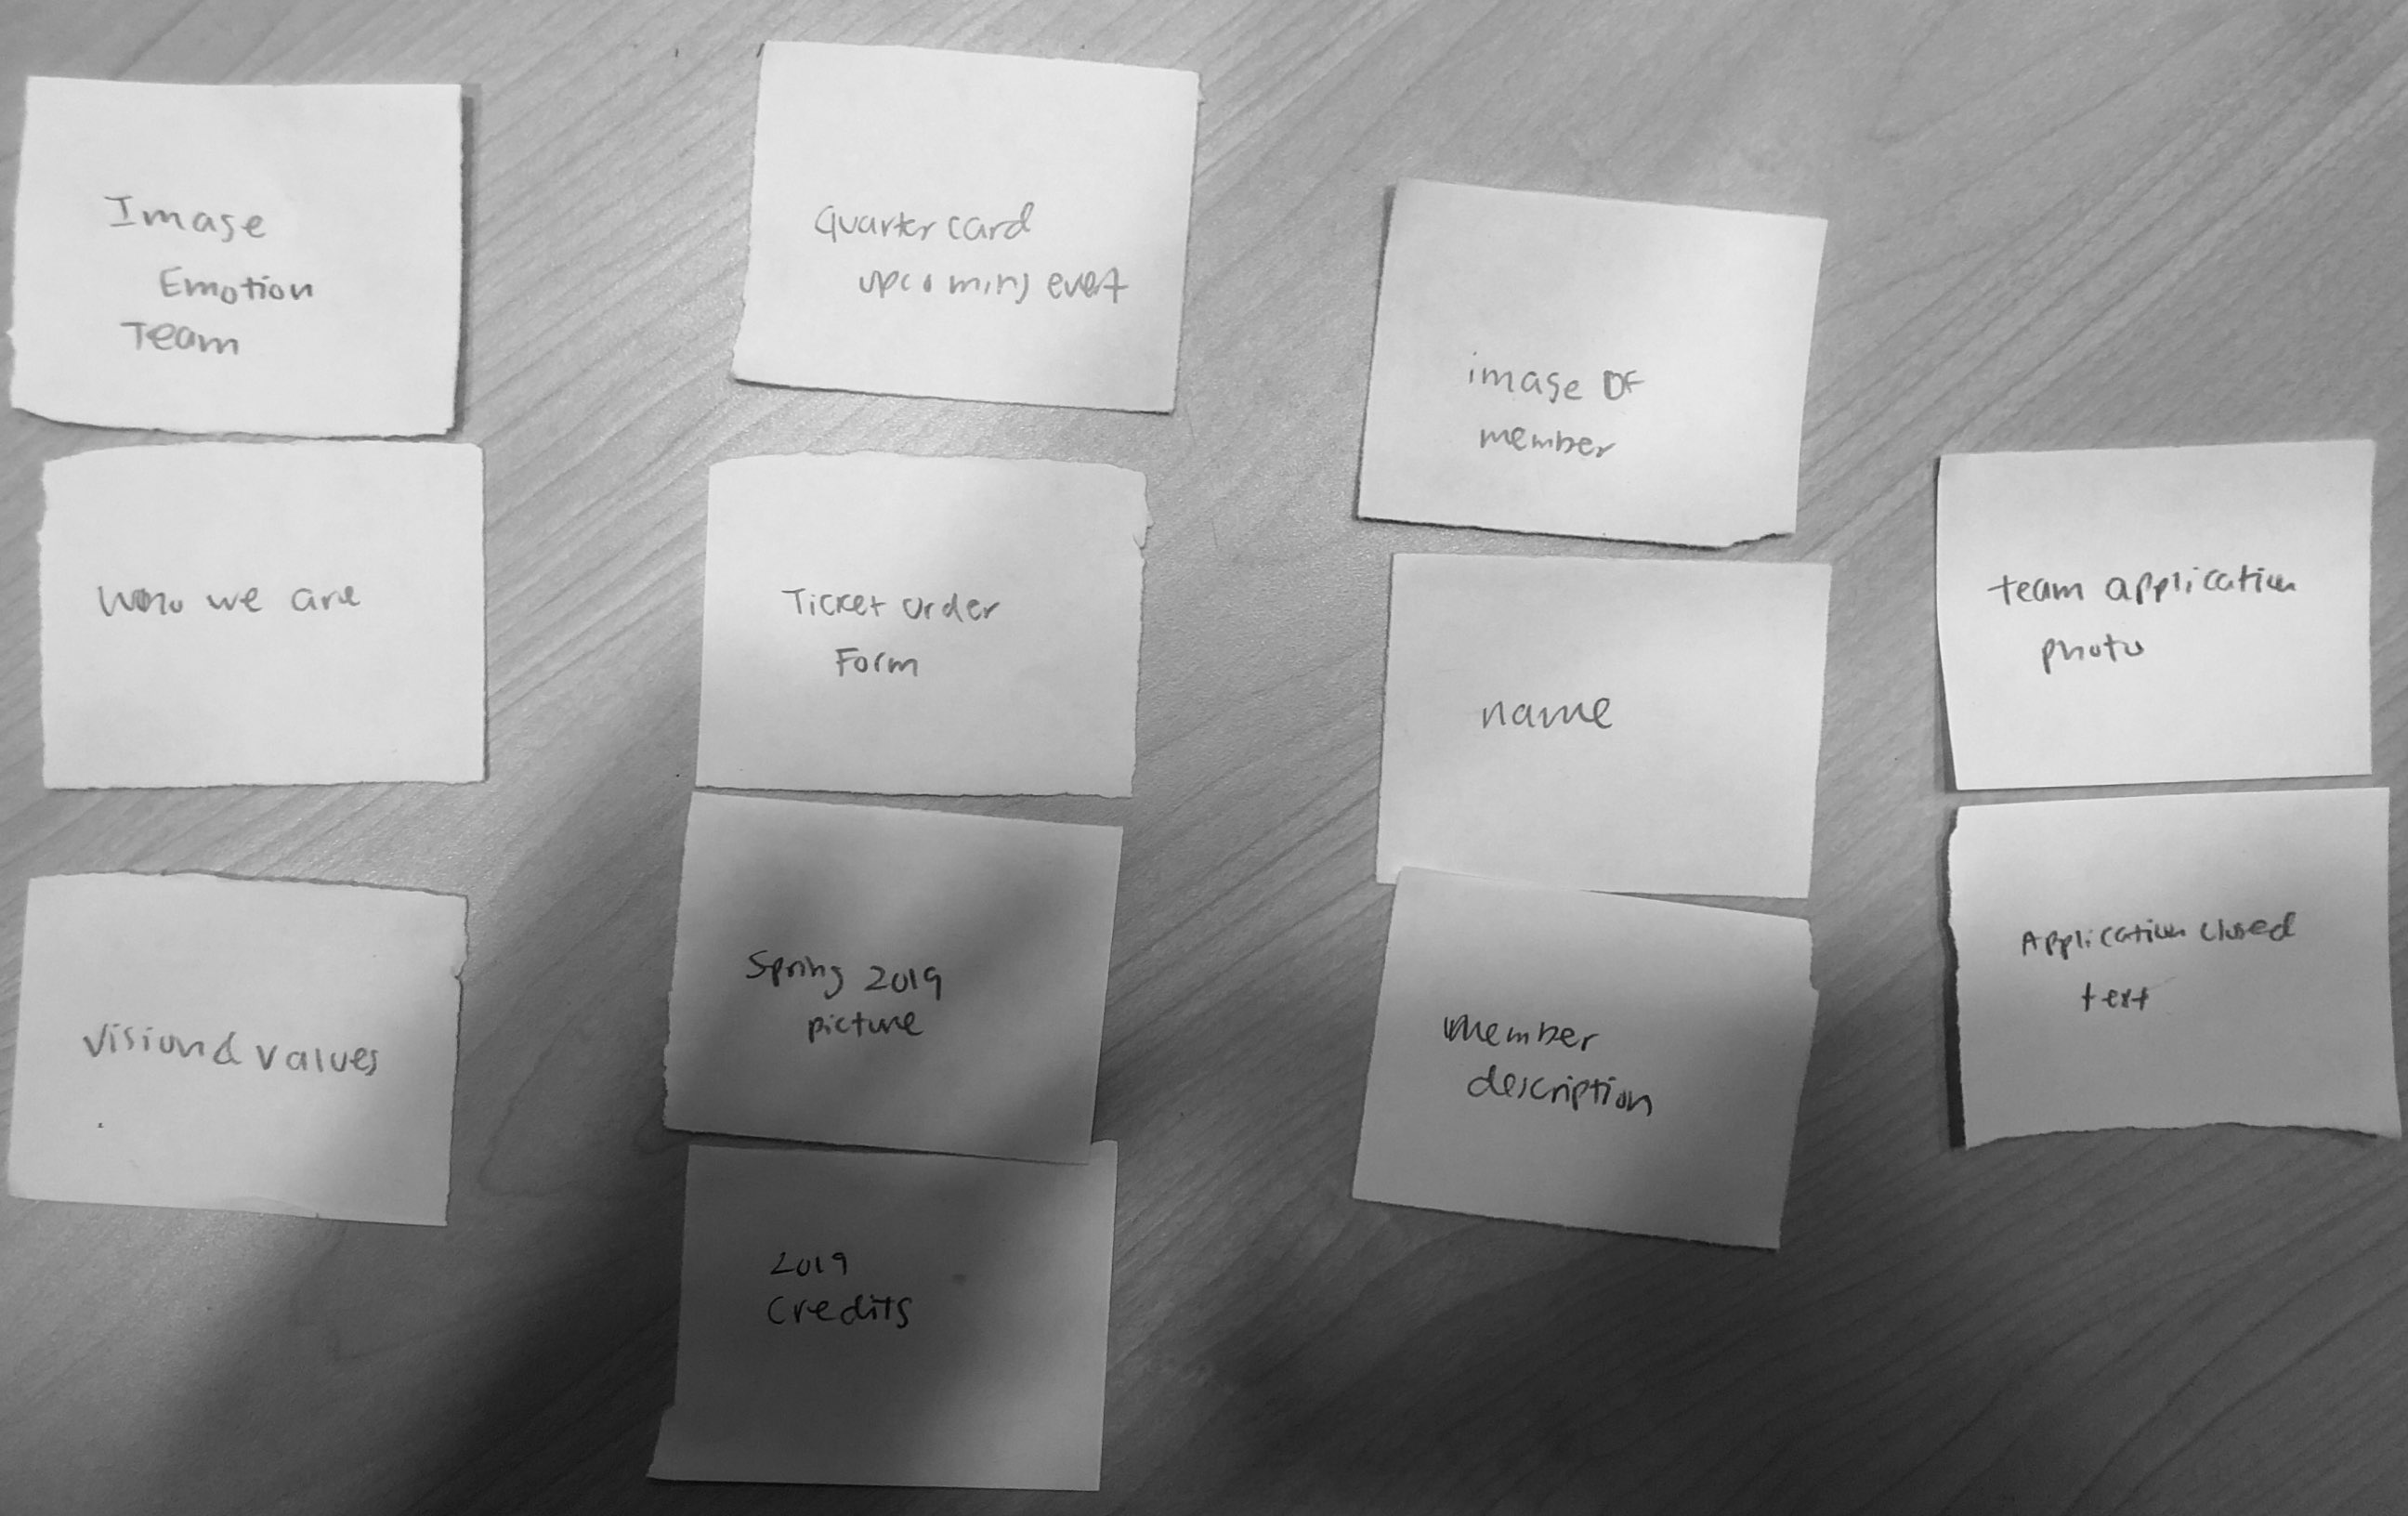 Image
Emotion
Team
Who we are
Vision & values
Quarter card
upcoming event
Ticket Order
Form
Spring 2019
picture
2019
Credits
image OF
member
name
member
description
team application
photo
Application closed
text